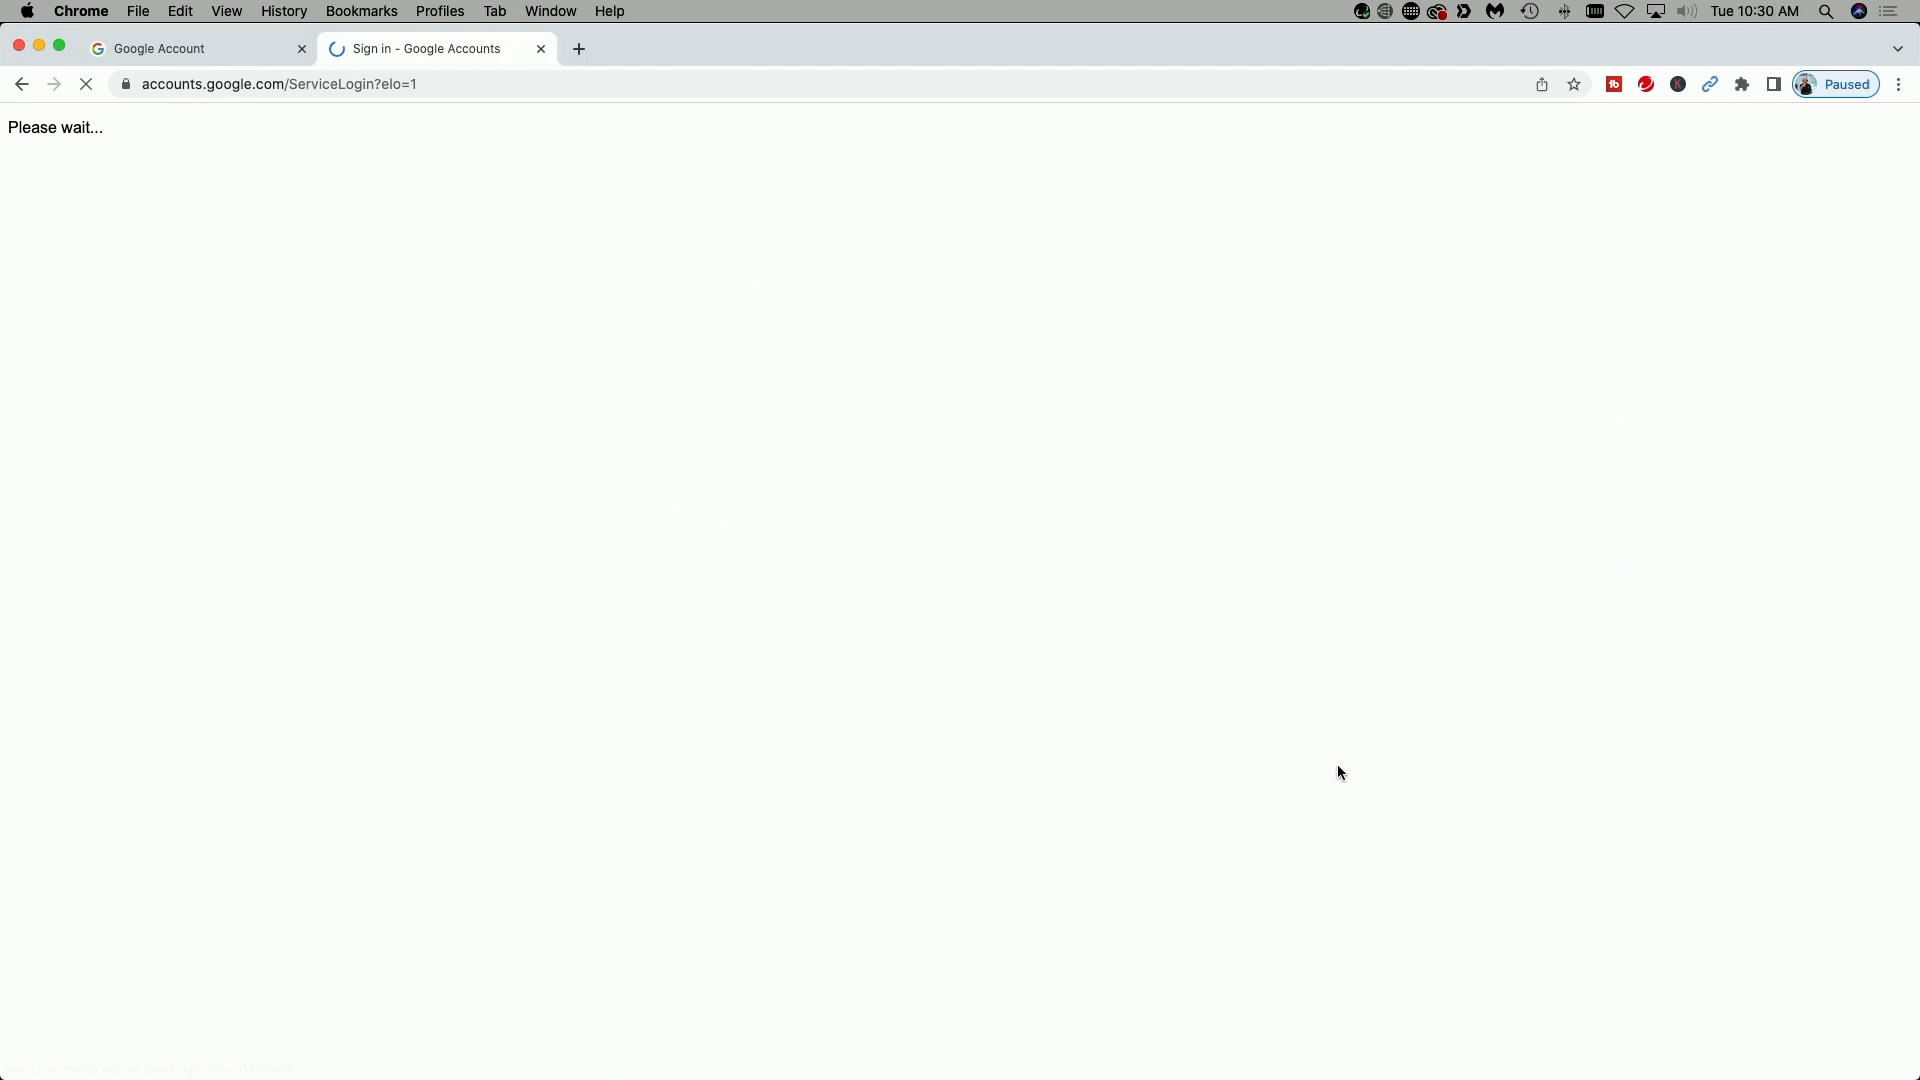 Chrome File Edit View History Bookmarks Profiles Tab Window Help Tue 10:30 AM
Google Account Sign in - Google Accounts
accounts.google.com/ServiceLogin?elo=1 Paused
Please wait...